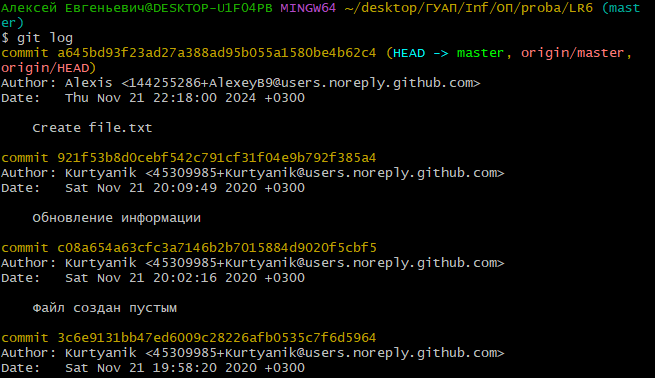 Алексей Евгеньевич@DESKTOP-U1F04PB MINGW64 ~/desktop/ГУАП/Inf/ОП/proba/LR6 (mast
er)
$ git log
commit a645bd93f23ad27a388ad95b055a1580be4b62c4 (HEAD -> master, origin/master,
origin/HEAD)
Author: Alexis <144255286+AlexeyB9@users.noreply.github.com>
Date:   Thu Nov 21 22:18:00 2024 +0300

    Create file.txt

commit 921f53b8d0cebf542c791cf31f04e9b792f385a4
Author: Kurtyanik <45309985+Kurtyanik@users.noreply.github.com>
Date:   Sat Nov 21 20:09:49 2020 +0300

    Обновление информации

commit c08a654a63cfc3a7146b2b7015884d9020f5cbf5
Author: Kurtyanik <45309985+Kurtyanik@users.noreply.github.com>
Date:   Sat Nov 21 20:02:16 2020 +0300

    Файл создан пустым

commit 3c6e9131bb47ed6009c28226afb0535c7f6d5964
Author: Kurtyanik <45309985+Kurtyanik@users.noreply.github.com>
Date:   Sat Nov 21 19:58:20 2020 +0300